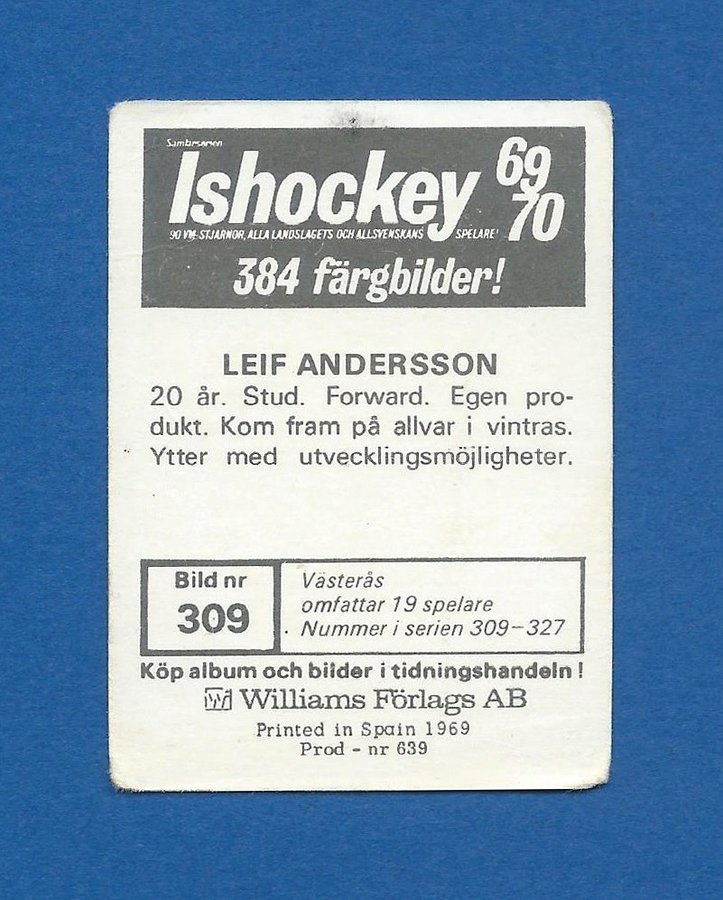 Samlarserien
Ishockey 69
70
90 VM-STJÄRNOR, ALLA LANDSLAGETS OCH ALLSVENSKANS SPELARE!
384 färgbilder!
LEIF ANDERSSON
20 år. Stud. Forward. Egen pro-
dukt. Kom fram på allvar i vintras.
Ytter med utvecklingsmöjligheter.
Bild nr
309
Västerås
omfattar 19 spelare
Nummer i serien 309–327
Köp album och bilder i tidningshandeln!
W Williams Förlags AB
Printed in Spain 1969
Prod - nr 639